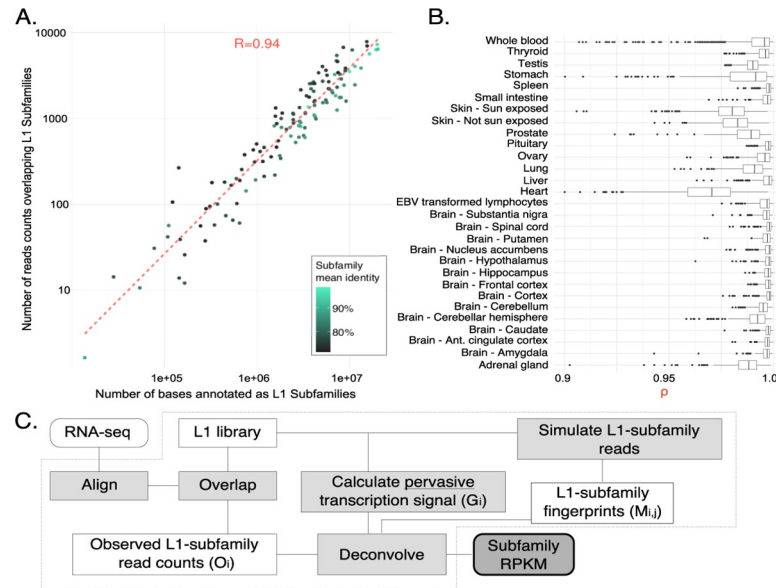 A.
R=0.94
Number of reads counts overlapping L1 Subfamilies
10000
1000
100
10
1e+05 1e+06 1e+07
Number of bases annotated as L1 Subfamilies
Subfamily
mean identity
90%
80%
B.
Whole blood
Thryroid
Testis
Stomach
Spleen
Small intestine
Skin - Sun exposed
Skin - Not sun exposed
Prostate
Pituitary
Ovary
Lung
Liver
Heart
EBV transformed lymphocytes
Brain - Substantia nigra
Brain - Spinal cord
Brain - Putamen
Brain - Nucleus accumbens
Brain - Hypothalamus
Brain - Hippocampus
Brain - Frontal cortex
Brain - Cortex
Brain - Cerebellum
Brain - Cerebellar hemisphere
Brain - Caudate
Brain - Ant. cingulate cortex
Brain - Amygdala
Adrenal gland
0.9 0.95 1.0
ρ
C.
RNA-seq
L1 library
Simulate L1-subfamily
reads
Align
Overlap
Calculate pervasive
transcription signal (Gi)
L1-subfamily
fingerprints (Mi,j)
Observed L1-subfamily
read counts (Oi)
Deconvolve
Subfamily
RPKM